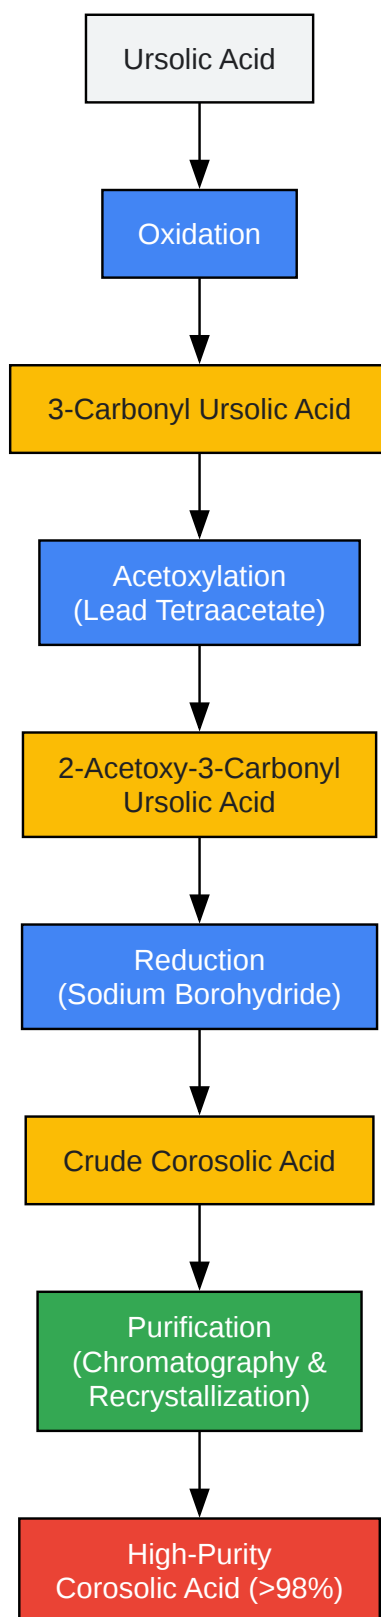 Ursolic Acid
Oxidation
3-Carbonyl Ursolic Acid
Acetoxylation
(Lead Tetraacetate)
2-Acetoxy-3-Carbonyl
Ursolic Acid
Reduction
(Sodium Borohydride)
Crude Corosolic Acid
Purification
(Chromatography &
Recrystallization)
High-Purity
Corosolic Acid (>98%)